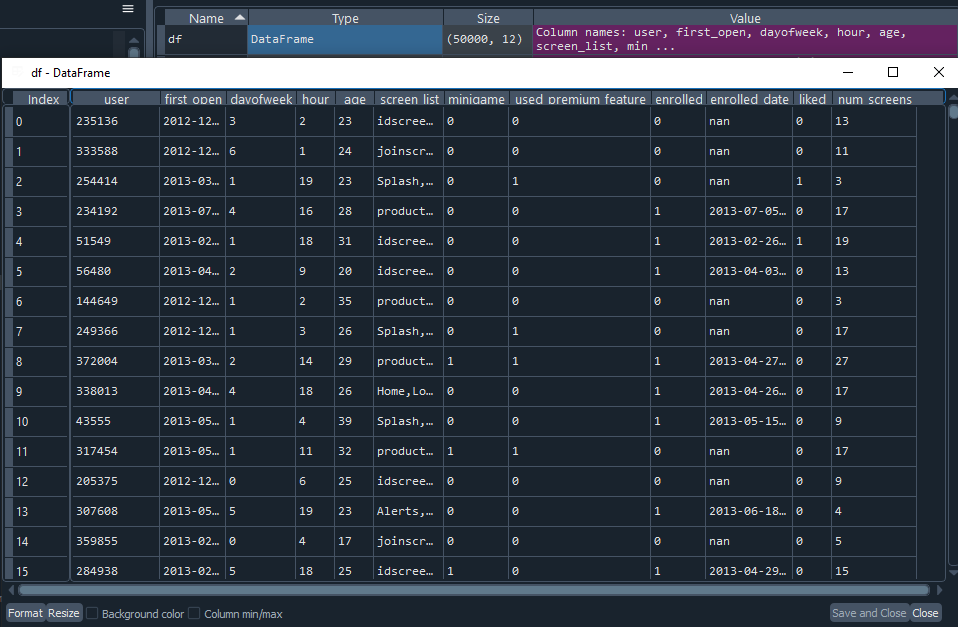 Name Type Size Value
df DataFrame (50000, 12) Column names: user, first_open, dayofweek, hour, age,
screen_list, min ...
df - DataFrame
Index user first_open dayofweek hour age screen_list minigame used_premium_feature enrolled enrolled_date liked num_screens
0 235136 2012-12… 3 2 23 idscree… 0 0 0 nan 0 13
1 333588 2012-12… 6 1 24 joinscr… 0 0 0 nan 0 11
2 254414 2013-03… 1 19 23 Splash,… 0 1 0 nan 1 3
3 234192 2013-07… 4 16 28 product… 0 0 1 2013-07-05… 0 17
4 51549 2013-02… 1 18 31 idscree… 0 0 1 2013-02-26… 1 19
5 56480 2013-04… 2 9 20 idscree… 0 0 1 2013-04-03… 0 13
6 144649 2012-12… 1 2 35 product… 0 0 0 nan 0 3
7 249366 2012-12… 1 3 26 Splash,… 0 1 0 nan 0 17
8 372004 2013-03… 2 14 29 product… 1 1 1 2013-04-27… 0 27
9 338013 2013-04… 4 18 26 Home,Lo… 0 0 1 2013-04-26… 0 17
10 43555 2013-05… 1 4 39 Splash,… 0 0 1 2013-05-15… 0 9
11 317454 2013-05… 1 11 32 product… 1 1 0 nan 0 17
12 205375 2012-12… 0 6 25 idscree… 0 0 0 nan 0 9
13 307608 2013-05… 5 19 23 Alerts,… 0 0 1 2013-06-18… 0 4
14 359855 2013-02… 0 4 17 joinscr… 0 0 0 nan 0 5
15 284938 2013-02… 5 18 25 idscree… 1 0 1 2013-04-29… 0 15
Format Resize Background color Column min/max Save and Close Close